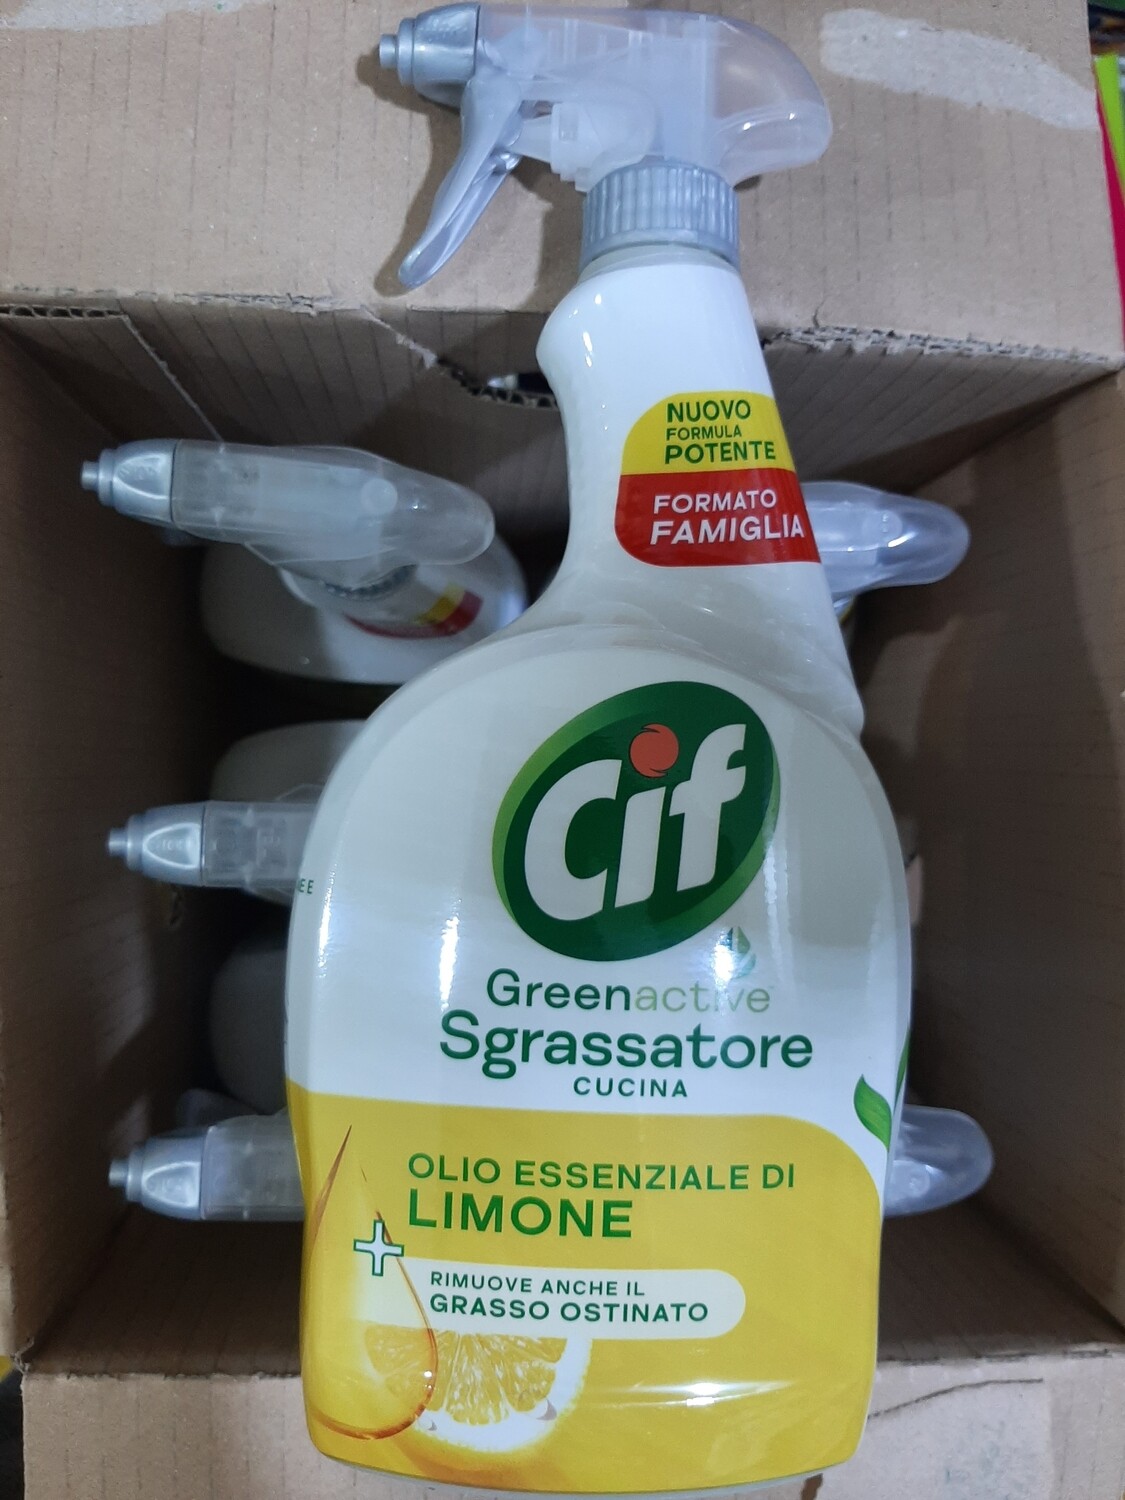 NUOVO
FORMULA
POTENTE
FORMATO
FAMIGLIA
Cif
Greenactive
Sgrassatore
CUCINA
OLIO ESSENZIALE DI
LIMONE
RIMUOVE ANCHE IL
GRASSO OSTINATO